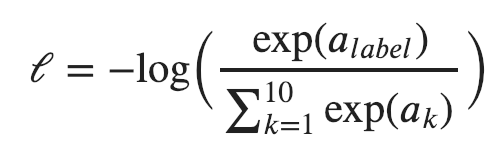 ℓ = −log( exp(a_label) / ∑_{k=1}^{10} exp(a_k) )